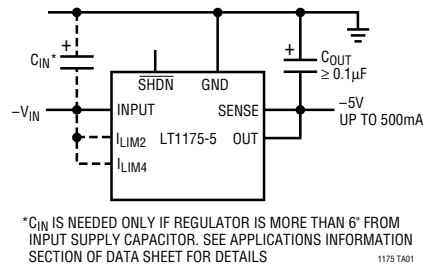 +
C_IN*
+
C_OUT
≥ 0.1µF
SHDN GND
–V_IN
INPUT SENSE
–5V
UP TO 500mA
I_LIM2 LT1175-5 OUT
I_LIM4
*C_IN IS NEEDED ONLY IF REGULATOR IS MORE THAN 6" FROM
INPUT SUPPLY CAPACITOR. SEE APPLICATIONS INFORMATION
SECTION OF DATA SHEET FOR DETAILS
1175 TA01